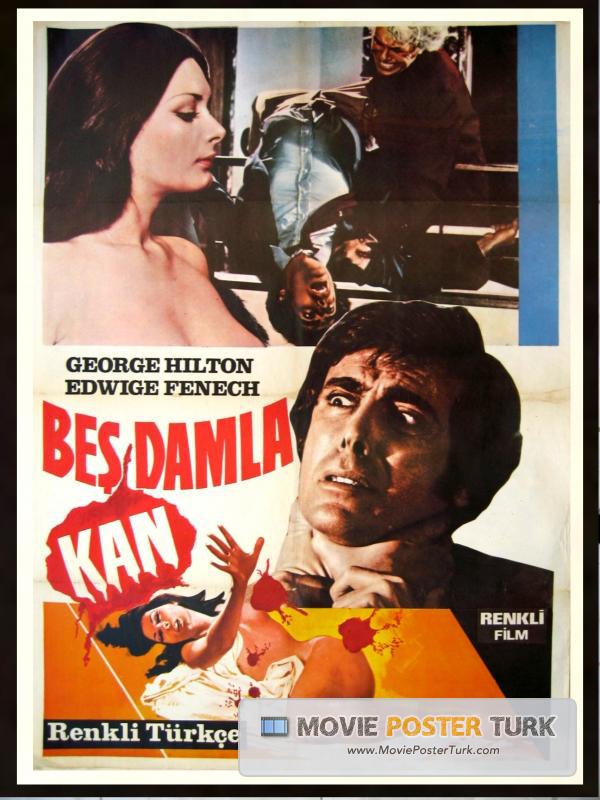 GEORGE HILTON
EDWIGE FENECH
BEŞ DAMLA
KAN
RENKLİ
FİLM
Renkli Türkçe
MOVIE POSTER TURK
www.MoviePosterTurk.com